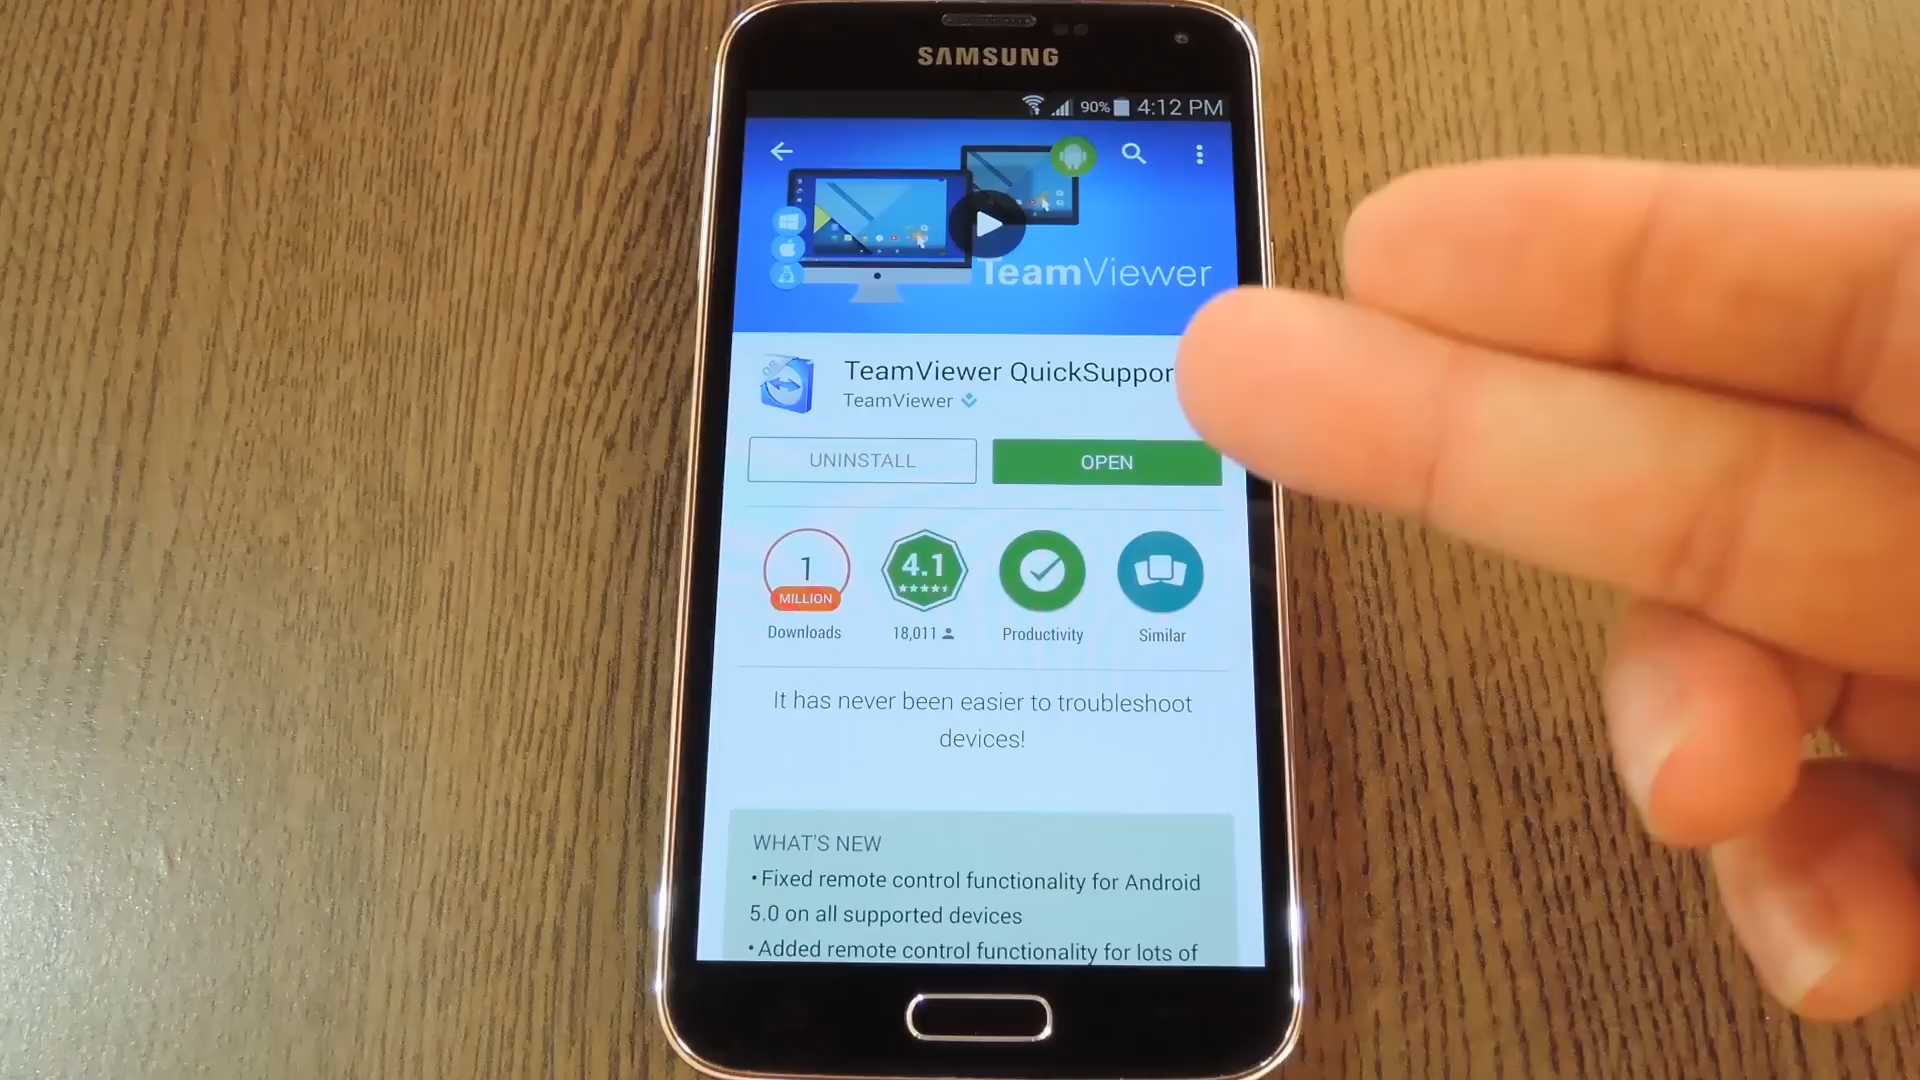 SAMSUNG
90% 4:12 PM
TeamViewer
TeamViewer QuickSuppor
TeamViewer
UNINSTALL
OPEN
1
MILLION
4.1
Downloads
18,011
Productivity
Similar
It has never been easier to troubleshoot
devices!
WHAT'S NEW
• Fixed remote control functionality for Android
5.0 on all supported devices
• Added remote control functionality for lots of